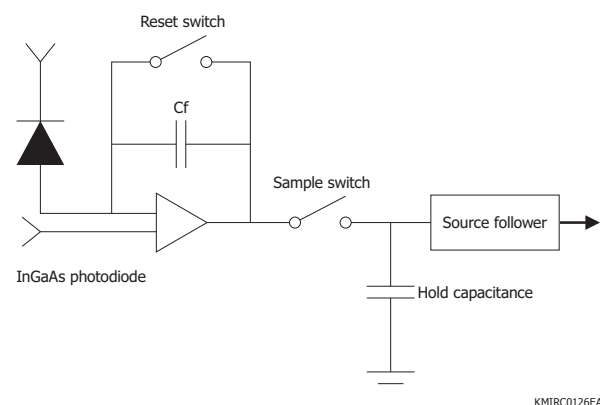 Reset switch
Cf
Sample switch
Source follower
InGaAs photodiode
Hold capacitance
KMIRC0126EA